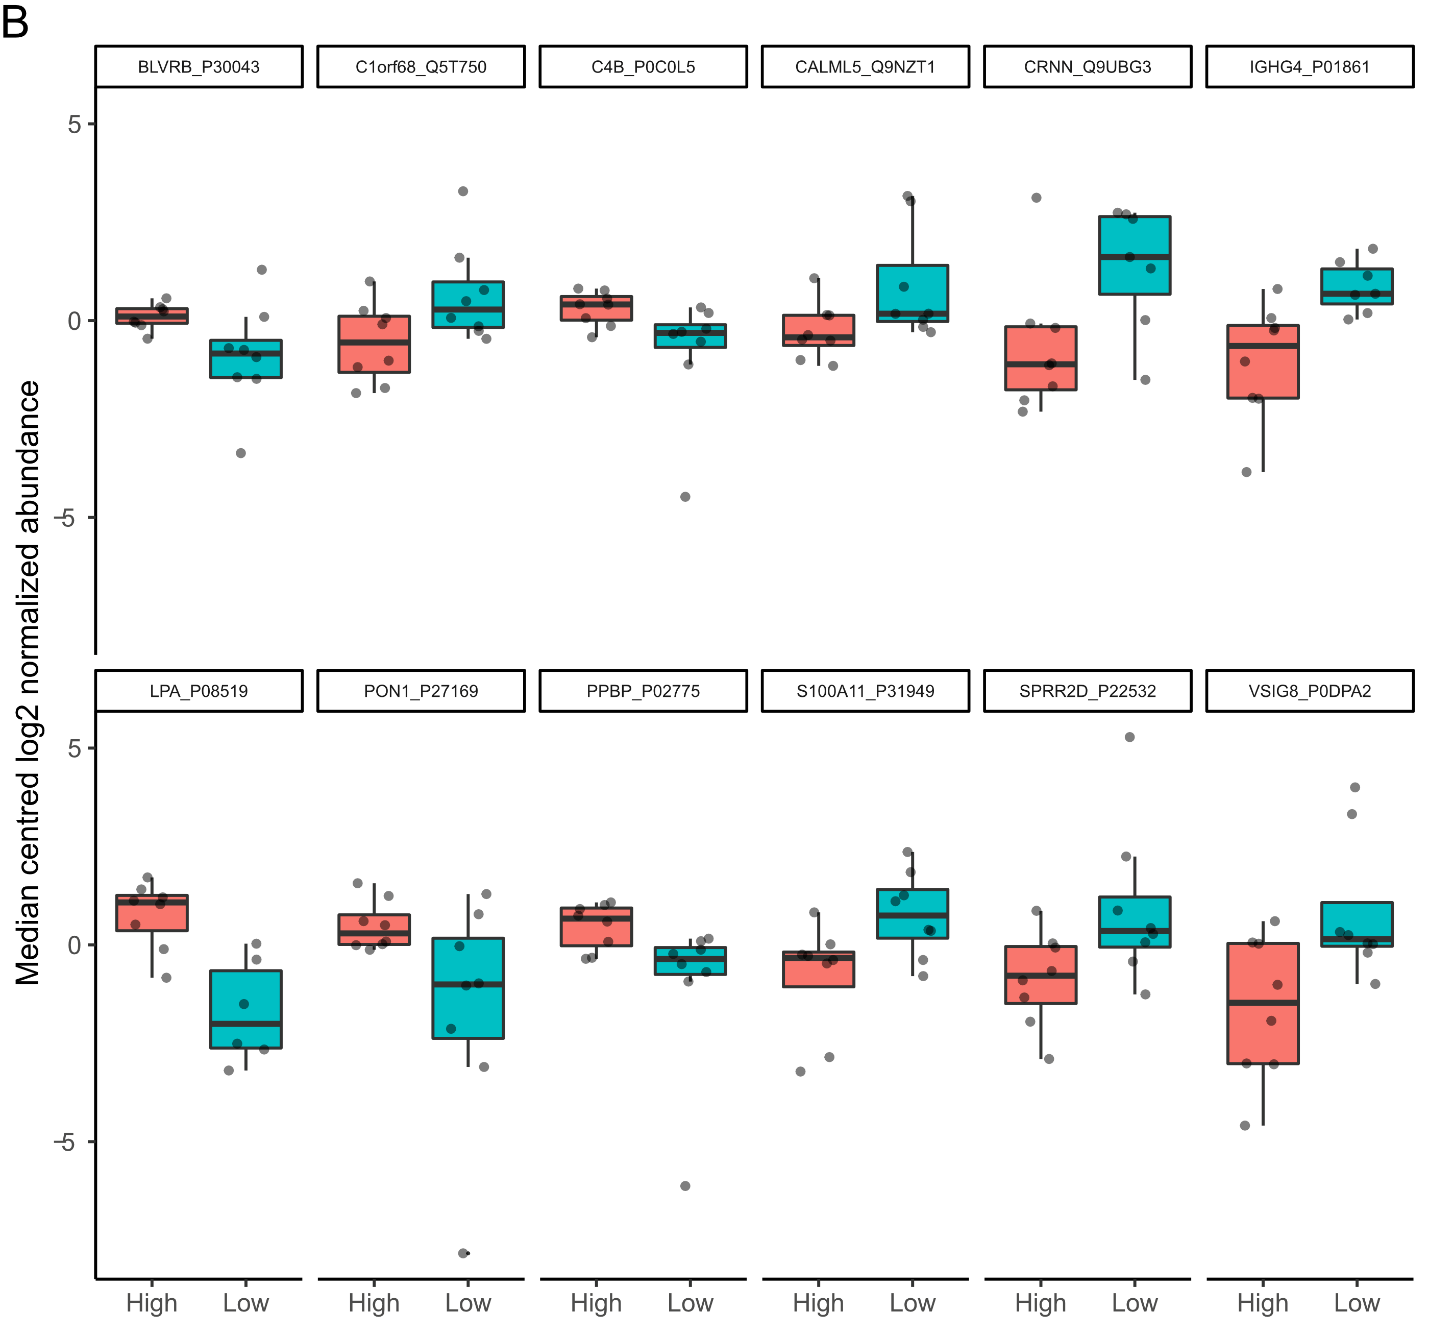 B
BLVRB_P30043 C1orf68_Q5T750 C4B_P0C0L5 CALML5_Q9NZT1 CRNN_Q9UBG3 IGHG4_P01861
5
0
−5
Median centred log2 normalized abundance
LPA_P08519 PON1_P27169 PPBP_P02775 S100A11_P31949 SPRR2D_P22532 VSIG8_P0DPA2
5
0
−5
High Low High Low High Low High Low High Low High Low